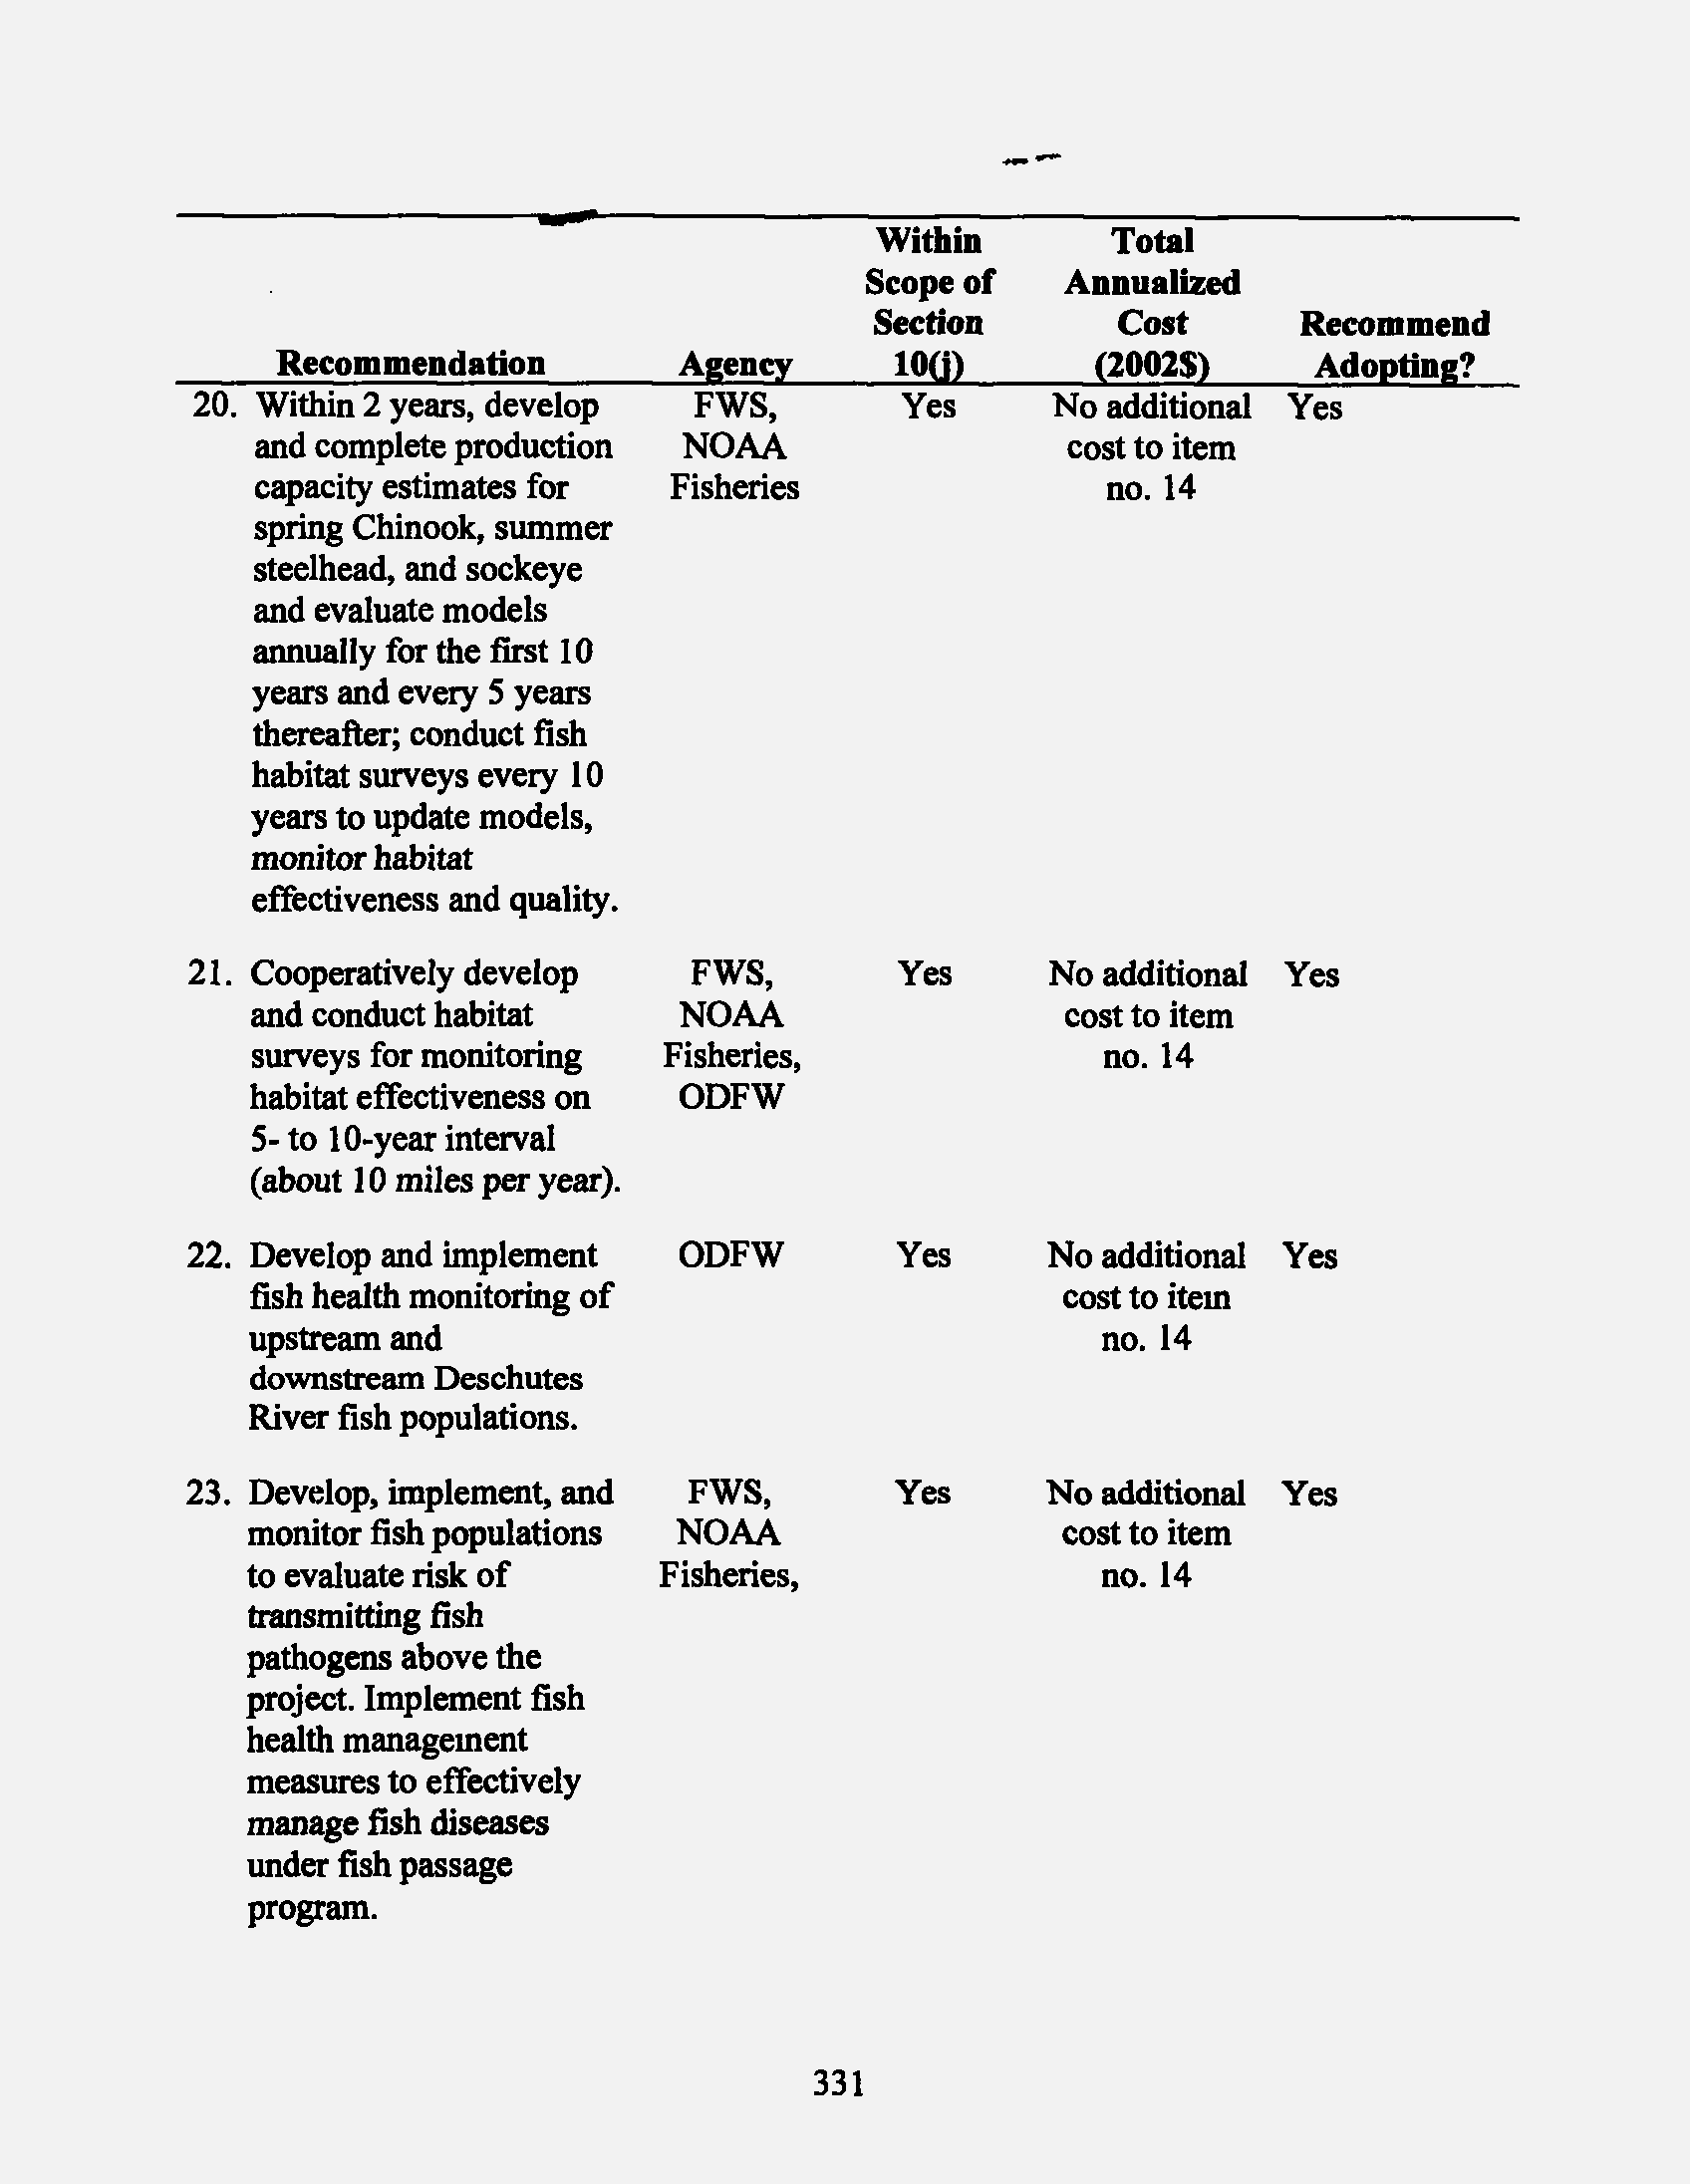 Within Total
Scope of Annualized
Section Cost Recommend
Recommendation Agency 10(j) (2002$) Adopting?
20. Within 2 years, develop FWS, Yes No additional Yes
and complete production NOAA cost to item
capacity estimates for Fisheries no. 14
spring Chinook, summer
steelhead, and sockeye
and evaluate models
annually for the first 10
years and every 5 years
thereafter; conduct fish
habitat surveys every 10
years to update models,
monitor habitat
effectiveness and quality.
21. Cooperatively develop FWS, Yes No additional Yes
and conduct habitat NOAA cost to item
surveys for monitoring Fisheries, no. 14
habitat effectiveness on ODFW
5- to 10-year interval
(about 10 miles per year).
22. Develop and implement ODFW Yes No additional Yes
fish health monitoring of cost to item
upstream and no. 14
downstream Deschutes
River fish populations.
23. Develop, implement, and FWS, Yes No additional Yes
monitor fish populations NOAA cost to item
to evaluate risk of Fisheries, no. 14
transmitting fish
pathogens above the
project. Implement fish
health management
measures to effectively
manage fish diseases
under fish passage
program.
331